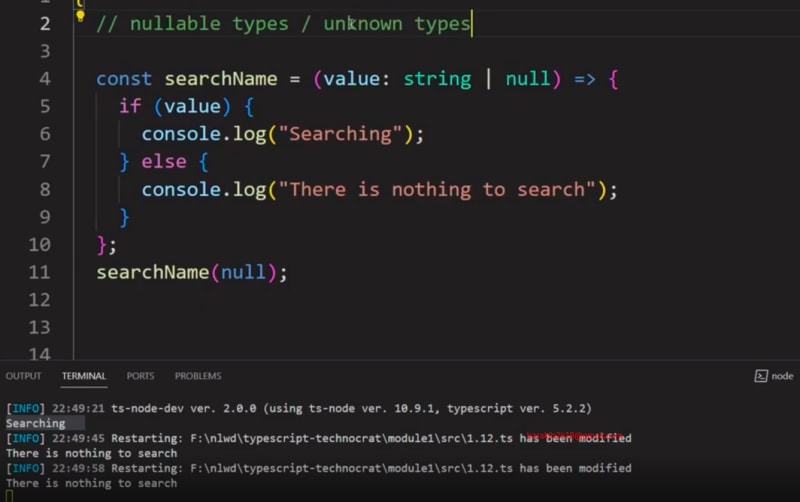 2 // nullable types / unknown types
3
4 const searchName = (value: string | null) => {
5 if (value) {
6 console.log("Searching");
7 } else {
8 console.log("There is nothing to search");
9 }
10 };
11 searchName(null);
12
13
14
OUTPUT TERMINAL PORTS PROBLEMS node
[INFO] 22:49:21 ts-node-dev ver. 2.0.0 (using ts-node ver. 10.9.1, typescript ver. 5.2.2)
Searching
[INFO] 22:49:45 Restarting: F:\nlwd\typescript-technocrat\module1\src\1.12.ts has been modified
There is nothing to search
[INFO] 22:49:58 Restarting: F:\nlwd\typescript-technocrat\module1\src\1.12.ts has been modified
There is nothing to search